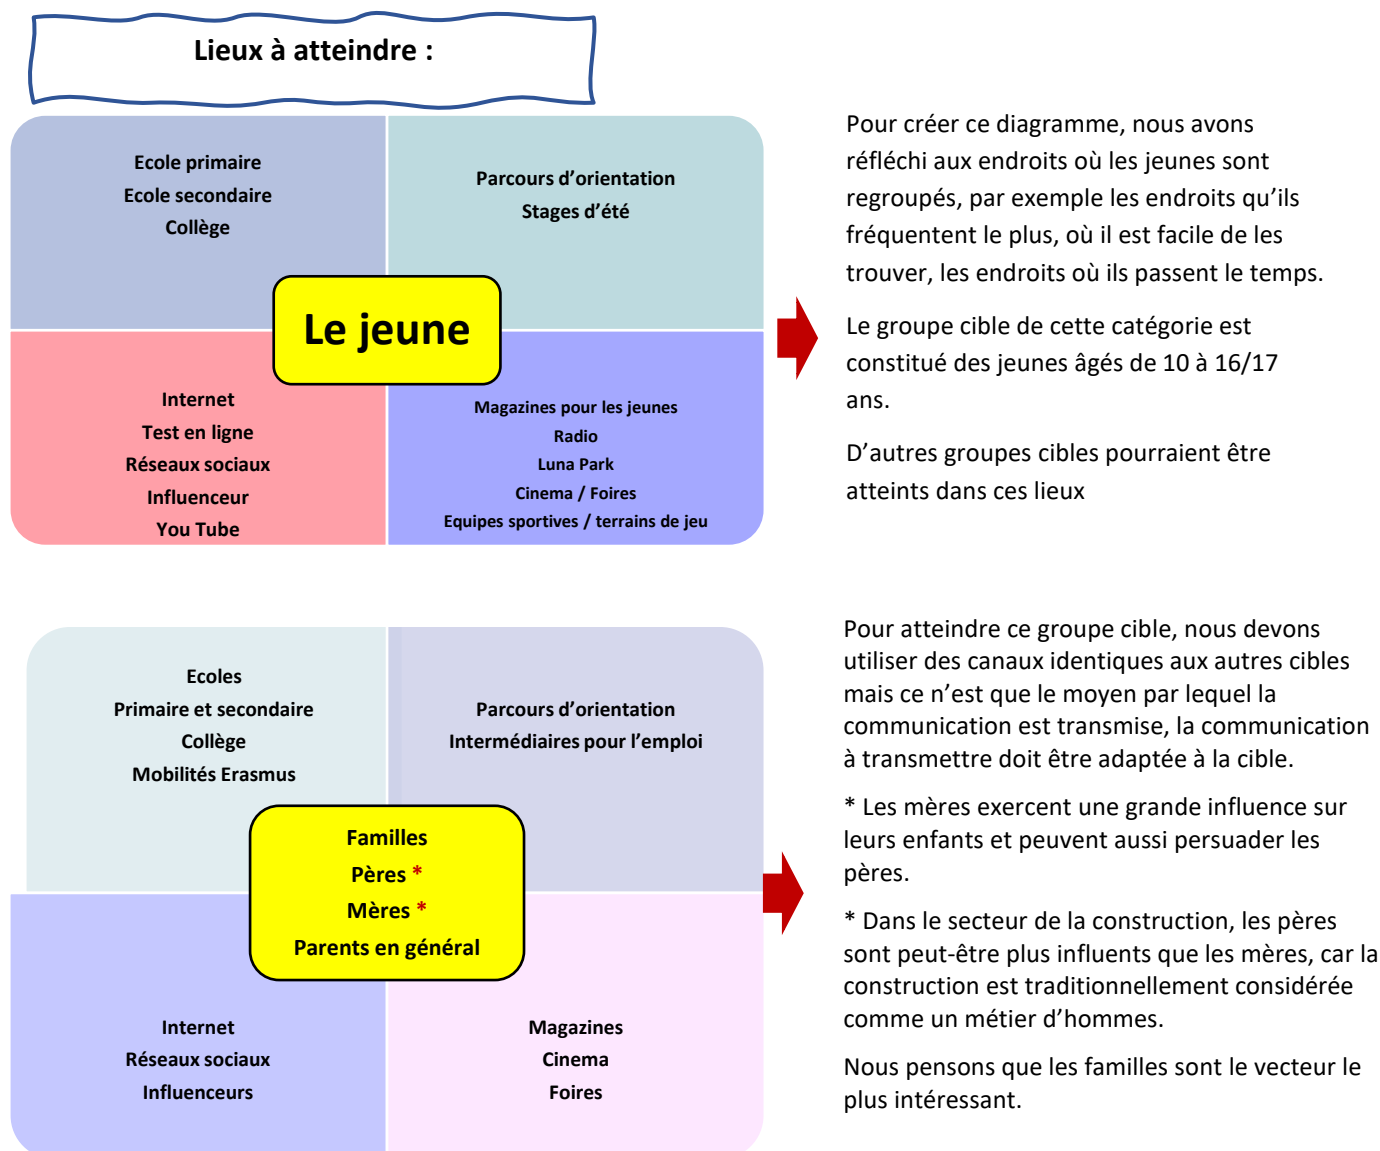 Lieux à atteindre :
Ecole primaire
Ecole secondaire
Collège
Parcours d’orientation
Stages d’été
Le jeune
Internet
Test en ligne
Réseaux sociaux
Influenceur
You Tube
Magazines pour les jeunes
Radio
Luna Park
Cinema / Foires
Equipes sportives / terrains de jeu
Pour créer ce diagramme, nous avons
réfléchi aux endroits où les jeunes sont
regroupés, par exemple les endroits qu’ils
fréquentent le plus, où il est facile de les
trouver, les endroits où ils passent le temps.
Le groupe cible de cette catégorie est
constitué des jeunes âgés de 10 à 16/17
ans.
D’autres groupes cibles pourraient être
atteints dans ces lieux
Ecoles
Primaire et secondaire
Collège
Mobilités Erasmus
Parcours d’orientation
Intermédiaires pour l’emploi
Familles
Pères *
Mères *
Parents en général
Internet
Réseaux sociaux
Influenceurs
Magazines
Cinema
Foires
Pour atteindre ce groupe cible, nous devons
utiliser des canaux identiques aux autres cibles
mais ce n’est que le moyen par lequel la
communication est transmise, la communication
à transmettre doit être adaptée à la cible.
* Les mères exercent une grande influence sur
leurs enfants et peuvent aussi persuader les
pères.
* Dans le secteur de la construction, les pères
sont peut-être plus influents que les mères, car la
construction est traditionnellement considérée
comme un métier d’hommes.
Nous pensons que les familles sont le vecteur le
plus intéressant.